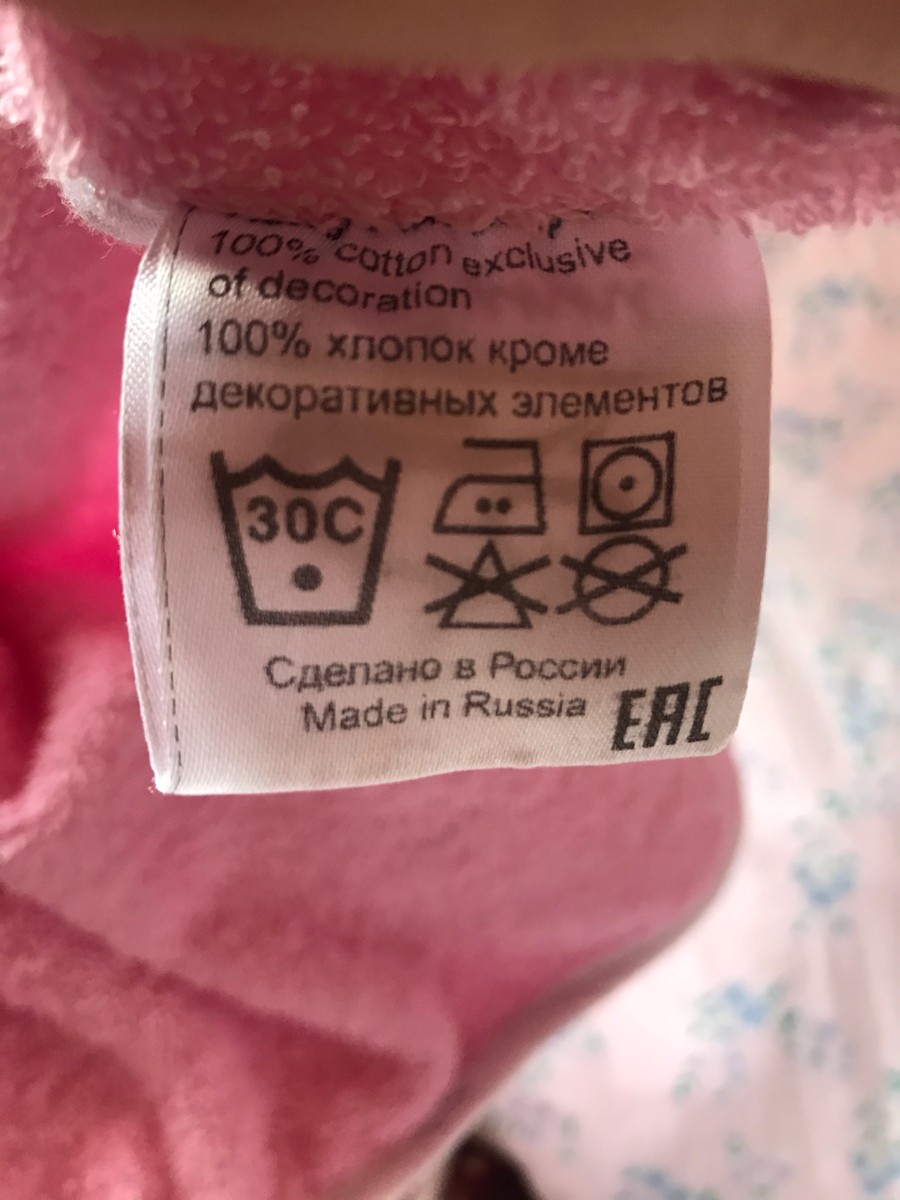 100% cotton exclusive
of decoration
100% хлопок кроме
декоративных элементов
30C
Сделано в России
Made in Russia
EAC